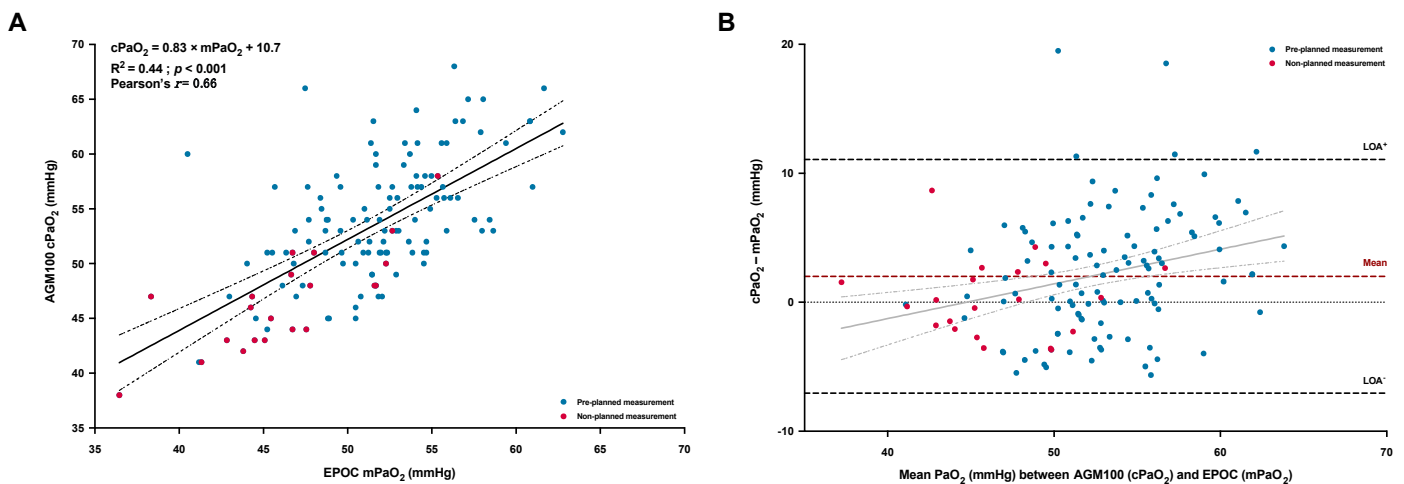 A
cPaO₂ = 0.83 × mPaO₂ + 10.7
R² = 0.44 ; p < 0.001
Pearson's r = 0.66
70
65
60
55
50
45
40
35
AGM100 cPaO₂ (mmHg)
Pre-planned measurement
Non-planned measurement
35
40
45
50
55
60
65
70
EPOC mPaO₂ (mmHg)
B
20
10
0
-10
cPaO₂ – mPaO₂ (mmHg)
Pre-planned measurement
Non-planned measurement
LOA⁺
Mean
LOA⁻
40
50
60
70
Mean PaO₂ (mmHg) between AGM100 (cPaO₂) and EPOC (mPaO₂)